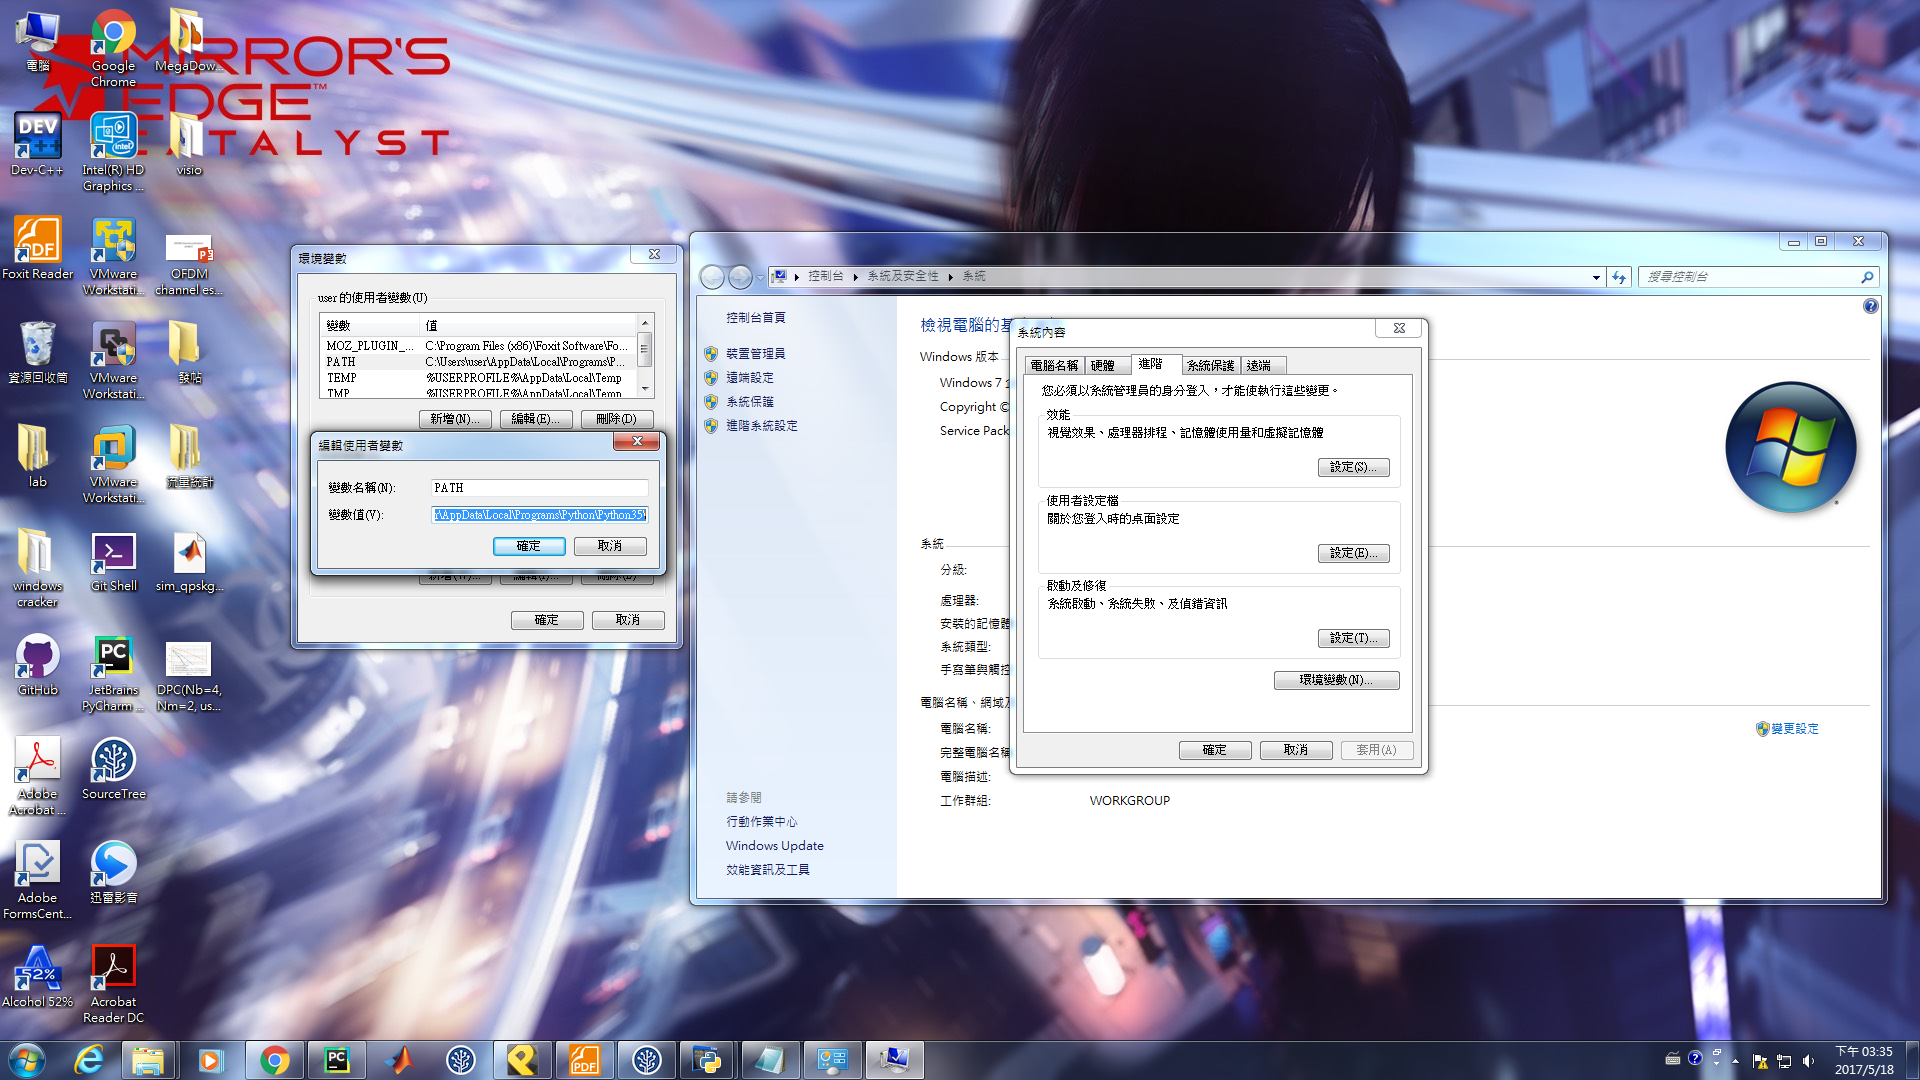 MIRROR'S
EDGE™
CATALYST
電腦
Google
Chrome
MegaDow...
Dev-C++
Intel(R) HD
Graphics ...
visio
Foxit Reader
VMware
Workstati...
OFDM
channel es...
資源回收筒
VMware
Workstati...
發帖
lab
VMware
Workstati...
流量統計
windows
cracker
Git Shell
sim_qpskg...
GitHub
JetBrains
PyCharm ...
DPC(Nb=4,
Nm=2, us...
Adobe
Acrobat ...
SourceTree
Adobe
FormsCent...
迅雷影音
Alcohol 52%
Acrobat
Reader DC
環境變數
user 的使用者變數(U)
變數 值
MOZ_PLUGIN_... C:\Program Files (x86)\Foxit Software\Fo...
PATH C:\Users\user\AppData\Local\Programs\P...
TEMP %USERPROFILE%\AppData\Local\Temp
TMP %USERPROFILE%\AppData\Local\Temp
新增(N)... 編輯(E)... 刪除(D)
編輯使用者變數
變數名稱(N): PATH
變數值(V): r\AppData\Local\Programs\Python\Python35\
確定 取消
確定 取消
控制台 系統及安全性 系統
搜尋控制台
控制台首頁
裝置管理員
遠端設定
系統保護
進階系統設定
請參閱
行動作業中心
Windows Update
效能資訊及工具
檢視電腦的基
Windows 版本
Windows 7
Copyright ©
Service Pack
系統
分級:
處理器:
安裝的記憶體
系統類型:
手寫筆與觸控
電腦名稱、網域及
電腦名稱:
完整電腦名稱
電腦描述:
工作群組: WORKGROUP
變更設定
系統內容
電腦名稱 硬體 進階 系統保護 遠端
您必須以系統管理員的身分登入，才能使執行這些變更。
效能
視覺效果、處理器排程、記憶體使用量和虛擬記憶體
設定(S)...
使用者設定檔
關於您登入時的桌面設定
設定(E)...
啟動及修復
系統啟動、系統失敗、及偵錯資訊
設定(T)...
環境變數(N)...
確定 取消 套用(A)
下午 03:35
2017/5/18